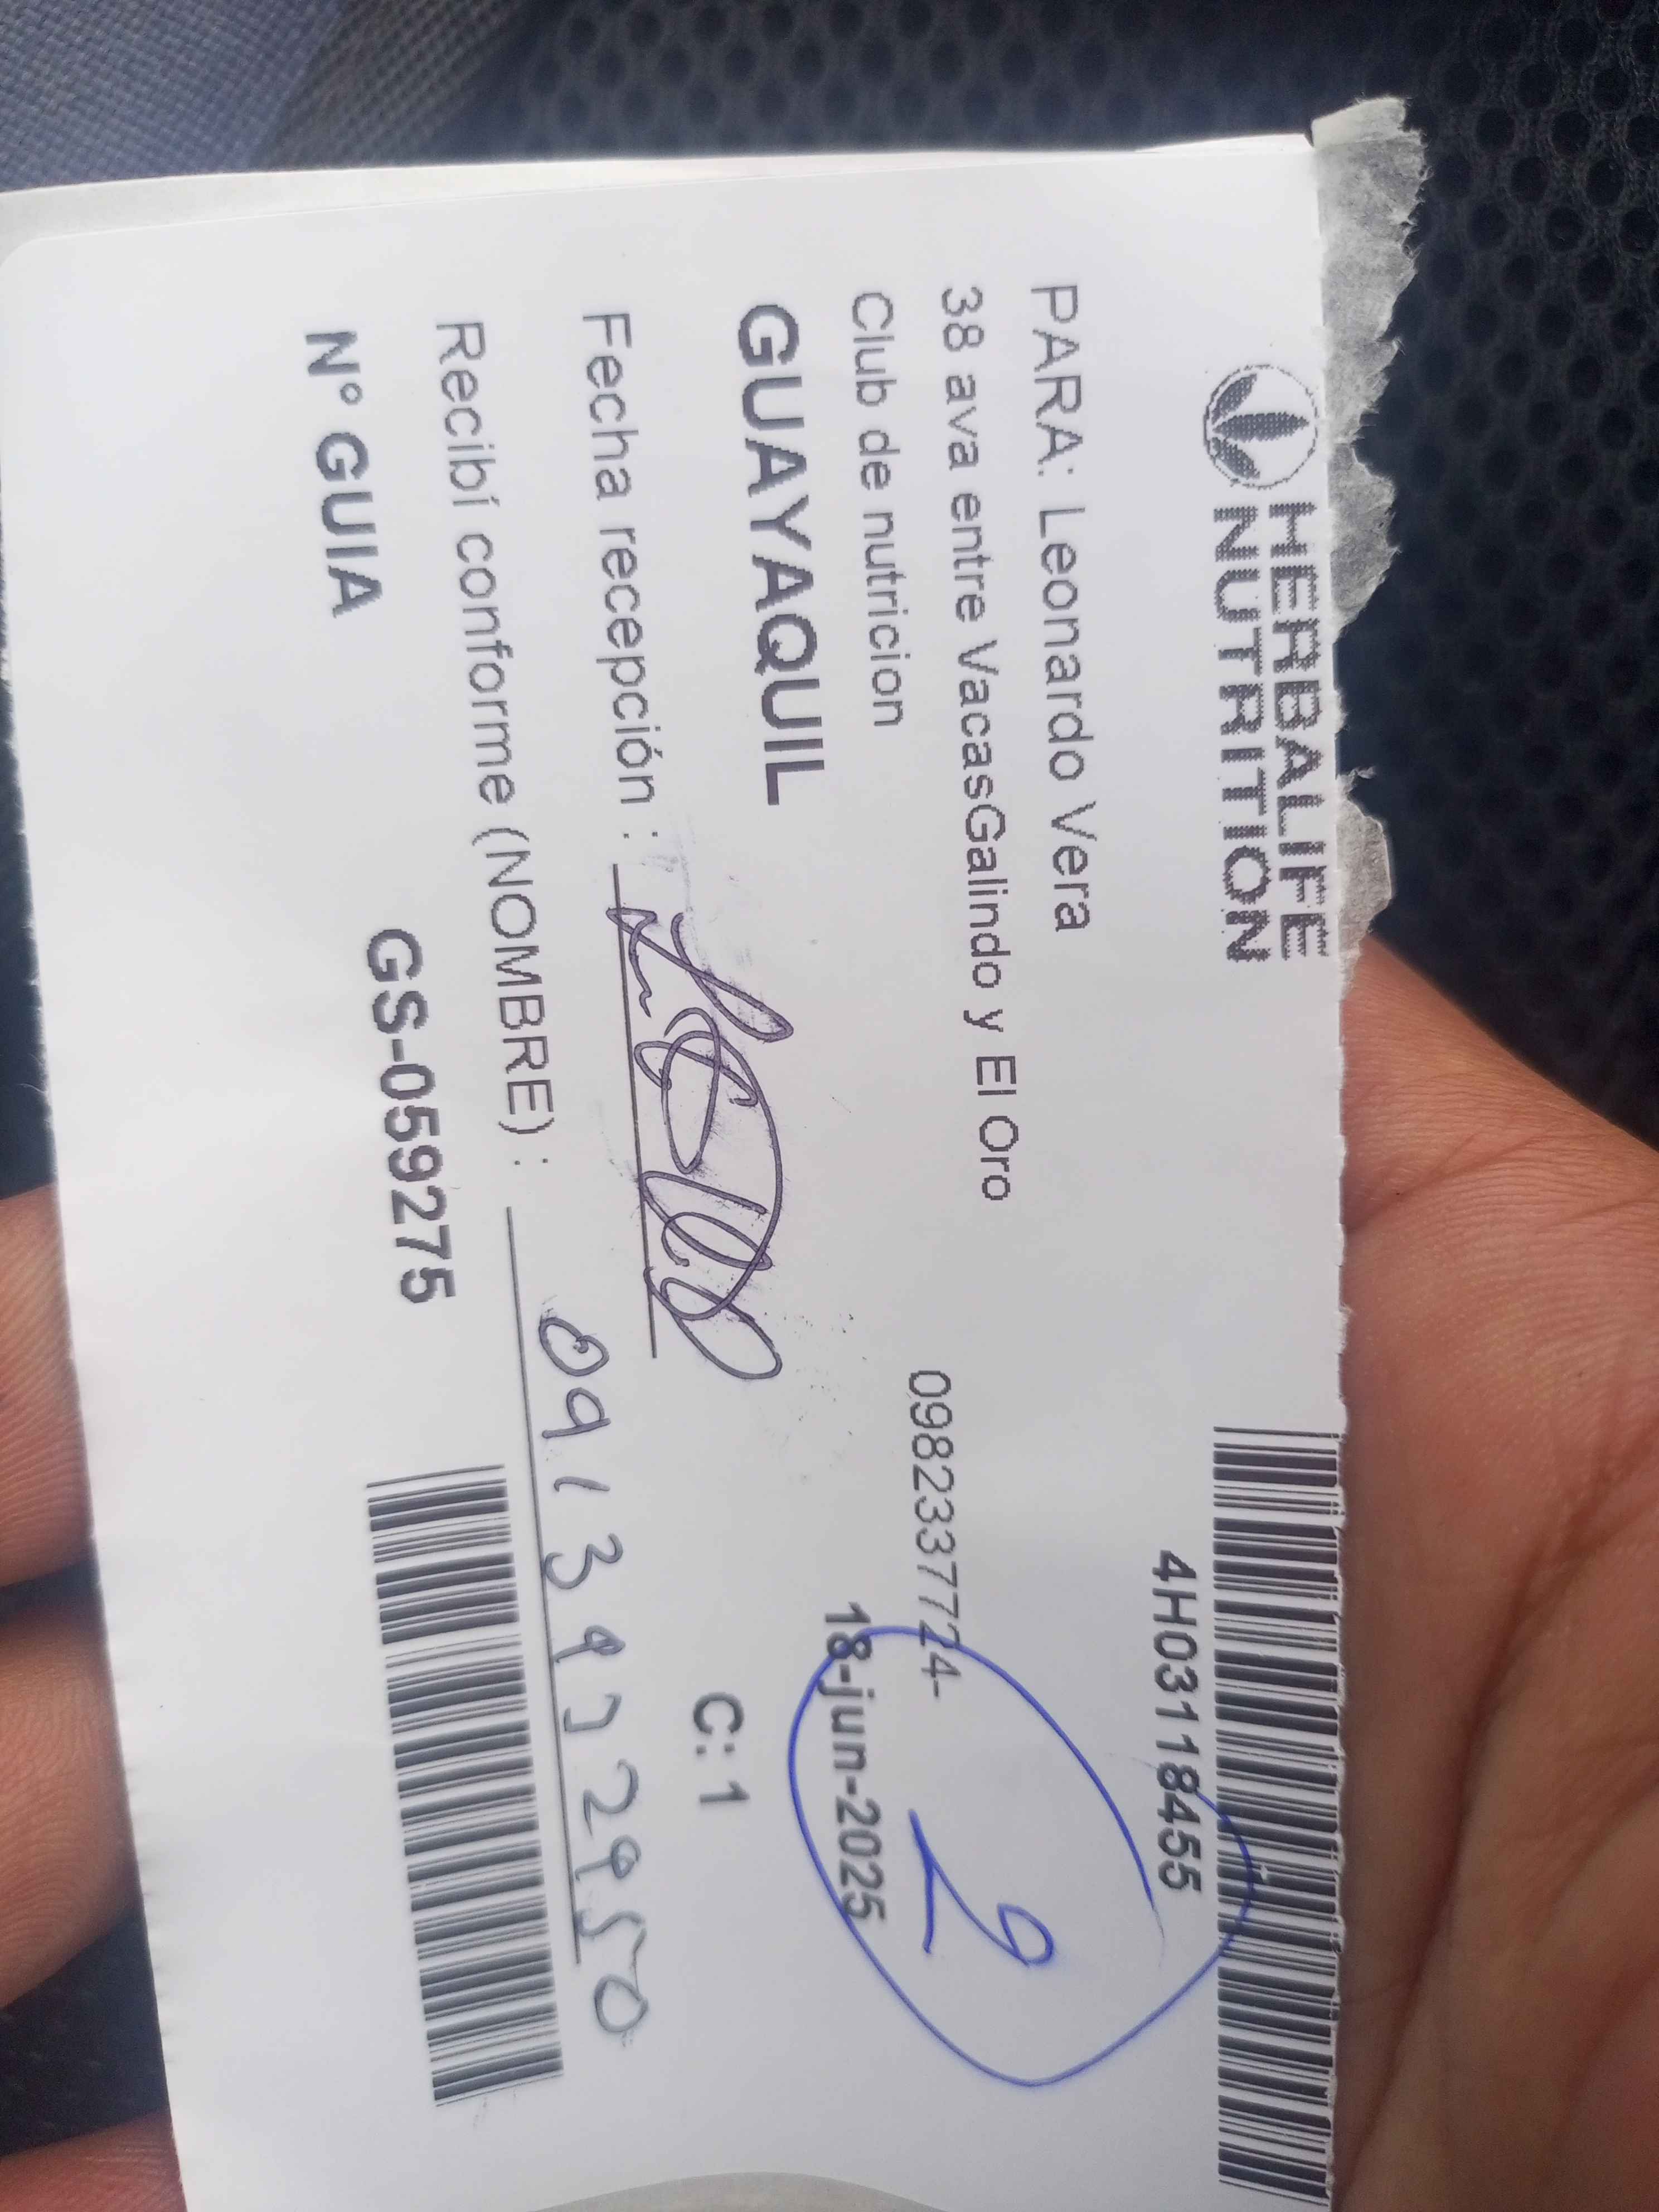 HERBALIFE
NUTRITION
4H03118455
PARA: Leonardo Vera
38 ava entre VacasGalindo y El Oro
0982337724-
2
Club de nutricion
18-jun-2025
GUAYAQUIL
C: 1
Fecha recepción :
Recibí conforme (NOMBRE) :
N° GUIA
GS-059275